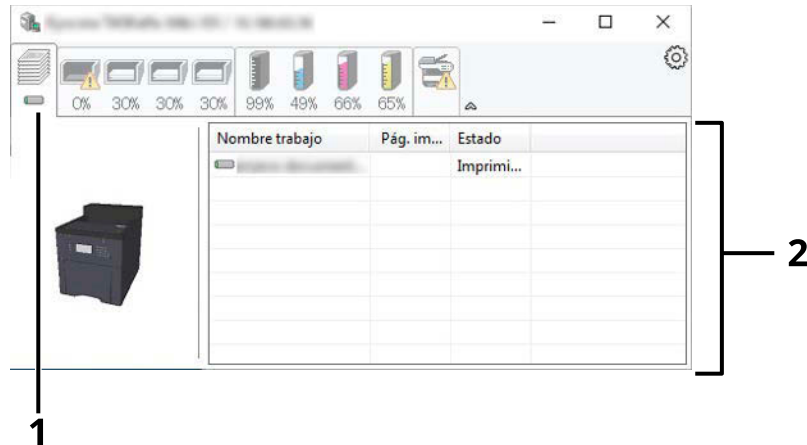 0% 30% 30% 30% 99% 49% 66% 65%
Nombre trabajo Pág. im... Estado
Imprimi...
2
1